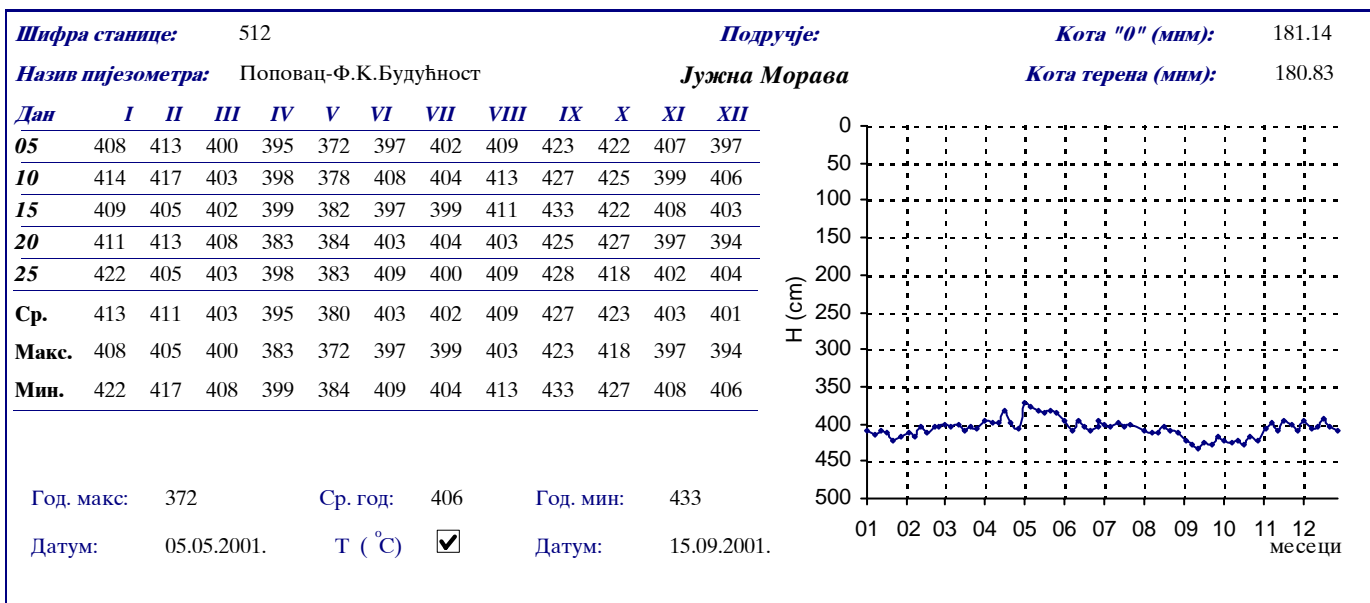 Шифра станице: 512 Подручје: Кота "0" (мнм): 181.14
Назив пијезометра: Поповац-Ф.К.Будућност Јужна Морава Кота терена (мнм): 180.83
Дан I II III IV V VI VII VIII IX X XI XII
05 408 413 400 395 372 397 402 409 423 422 407 397
10 414 417 403 398 378 408 404 413 427 425 399 406
15 409 405 402 399 382 397 399 411 433 422 408 403
20 411 413 408 383 384 403 404 403 425 427 397 394
25 422 405 403 398 383 409 400 409 428 418 402 404
Ср. 413 411 403 395 380 403 402 409 427 423 403 401
Макс. 408 405 400 383 372 397 399 403 423 418 397 394
Мин. 422 417 408 399 384 409 404 413 433 427 408 406
Год. макс: 372 Ср. год: 406 Год. мин: 433
Датум: 05.05.2001. Т ( °C) Датум: 15.09.2001.
0
50
100
150
200
250
300
350
400
450
500
H (cm)
01 02 03 04 05 06 07 08 09 10 11 12
месеци